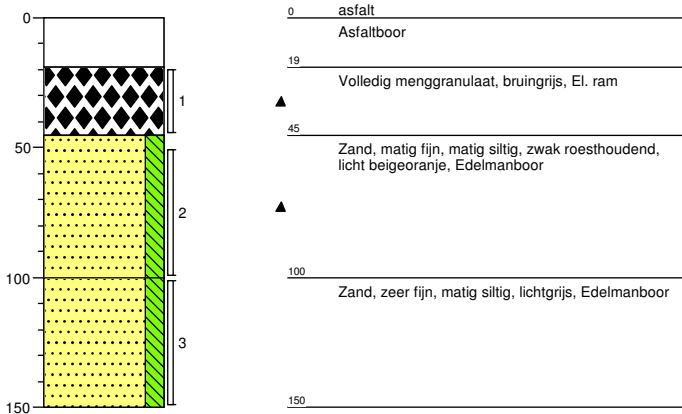 0
50
100
150
1
2
3
0 asfalt
Asfaltboor
19
Volledig menggranulaat, bruingrijs, El. ram
45
Zand, matig fijn, matig siltig, zwak roesthoudend,
licht beigeoranje, Edelmanboor
100
Zand, zeer fijn, matig siltig, lichtgrijs, Edelmanboor
150